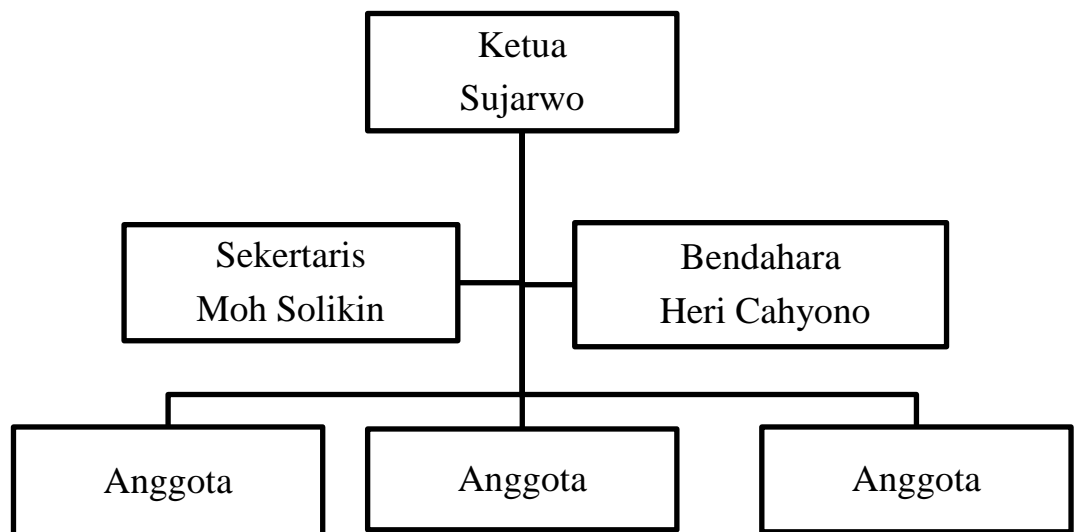 Ketua
Sujarwo
Sekertaris
Moh Solikin
Bendahara
Heri Cahyono
Anggota
Anggota
Anggota